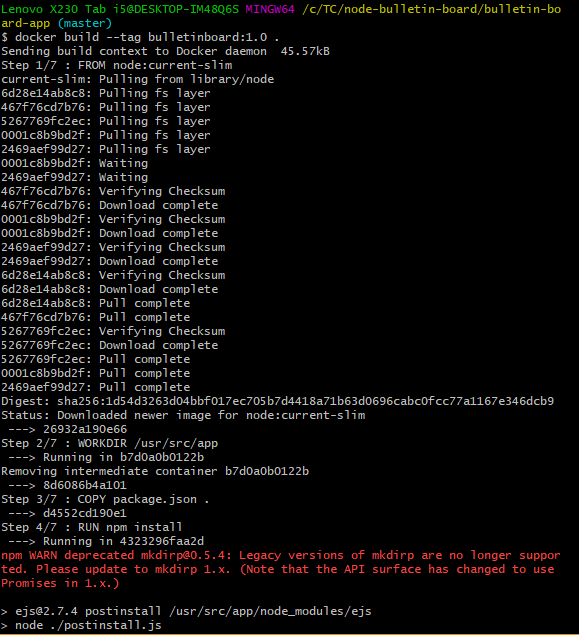 Lenovo X230 Tab i5@DESKTOP-IM48Q6S MINGW64 /c/TC/node-bulletin-board/bulletin-bo
ard-app (master)
$ docker build --tag bulletinboard:1.0 .
Sending build context to Docker daemon  45.57kB
Step 1/7 : FROM node:current-slim
current-slim: Pulling from library/node
6d28e14ab8c8: Pulling fs layer
467f76cd7b76: Pulling fs layer
5267769fc2ec: Pulling fs layer
0001c8b9bd2f: Pulling fs layer
2469aef99d27: Pulling fs layer
0001c8b9bd2f: Waiting
2469aef99d27: Waiting
467f76cd7b76: Verifying Checksum
467f76cd7b76: Download complete
0001c8b9bd2f: Verifying Checksum
0001c8b9bd2f: Download complete
2469aef99d27: Verifying Checksum
2469aef99d27: Download complete
6d28e14ab8c8: Verifying Checksum
6d28e14ab8c8: Download complete
6d28e14ab8c8: Pull complete
467f76cd7b76: Pull complete
5267769fc2ec: Verifying Checksum
5267769fc2ec: Download complete
5267769fc2ec: Pull complete
0001c8b9bd2f: Pull complete
2469aef99d27: Pull complete
Digest: sha256:1d54d3263d04bbf017ec705b7d4418a71b63d0696cabc0fcc77a1167e346dcb9
Status: Downloaded newer image for node:current-slim
 ---> 26932a190e66
Step 2/7 : WORKDIR /usr/src/app
 ---> Running in b7d0a0b0122b
Removing intermediate container b7d0a0b0122b
 ---> 8d6086b4a101
Step 3/7 : COPY package.json .
 ---> d4552cd190e1
Step 4/7 : RUN npm install
 ---> Running in 4323296faa2d
npm WARN deprecated mkdirp@0.5.4: Legacy versions of mkdirp are no longer suppor
ted. Please update to mkdirp 1.x. (Note that the API surface has changed to use
Promises in 1.x.)
> ejs@2.7.4 postinstall /usr/src/app/node_modules/ejs
> node ./postinstall.js